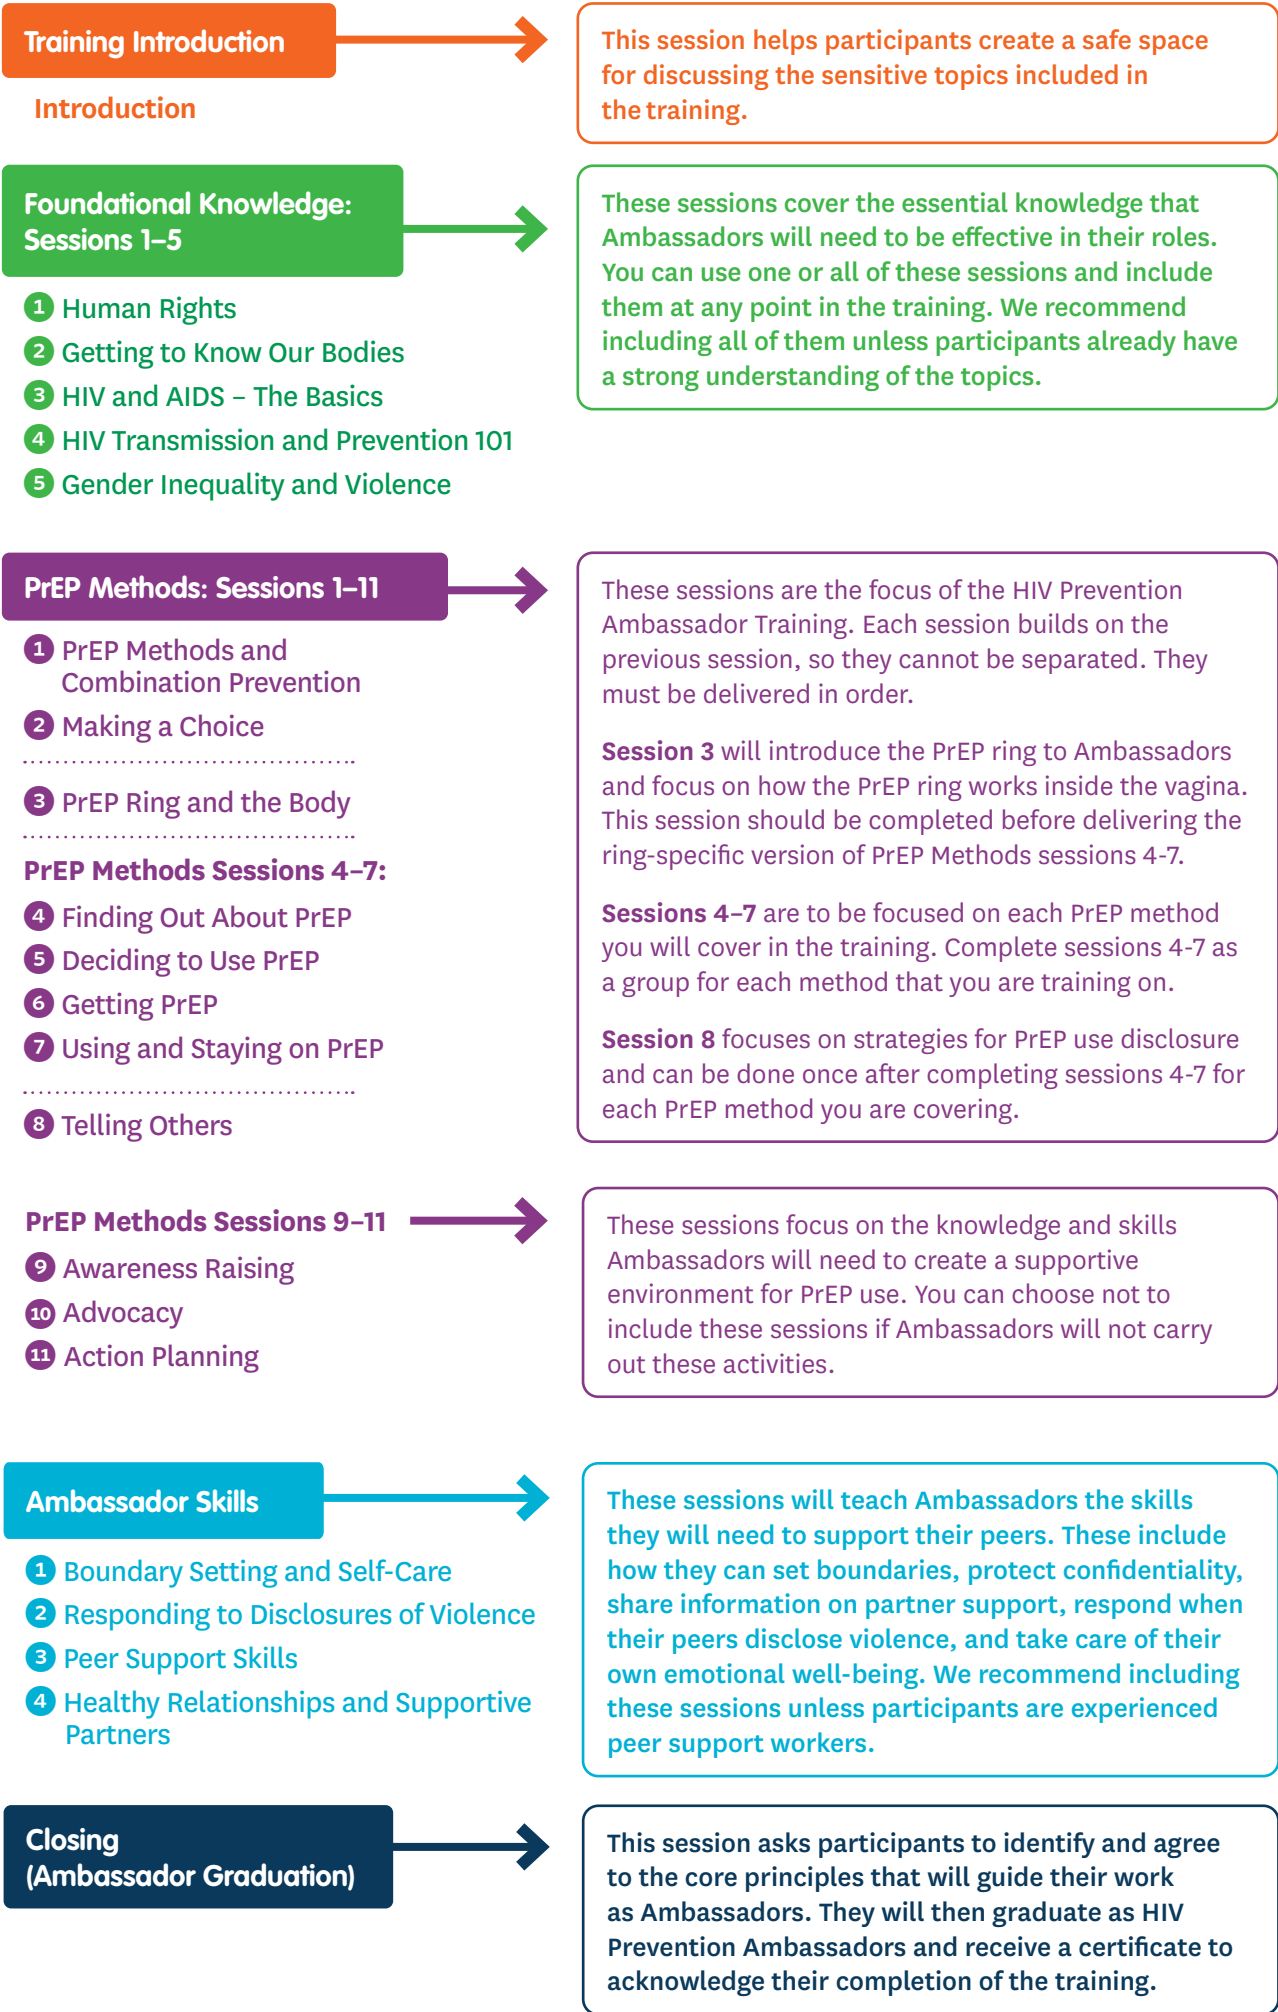 Training Introduction
Introduction
This session helps participants create a safe space
for discussing the sensitive topics included in
the training.
Foundational Knowledge:
Sessions 1–5
1 Human Rights
2 Getting to Know Our Bodies
3 HIV and AIDS – The Basics
4 HIV Transmission and Prevention 101
5 Gender Inequality and Violence
These sessions cover the essential knowledge that
Ambassadors will need to be effective in their roles.
You can use one or all of these sessions and include
them at any point in the training. We recommend
including all of them unless participants already have
a strong understanding of the topics.
PrEP Methods: Sessions 1–11
1 PrEP Methods and
Combination Prevention
2 Making a Choice
3 PrEP Ring and the Body
PrEP Methods Sessions 4–7:
4 Finding Out About PrEP
5 Deciding to Use PrEP
6 Getting PrEP
7 Using and Staying on PrEP
8 Telling Others
These sessions are the focus of the HIV Prevention
Ambassador Training. Each session builds on the
previous session, so they cannot be separated. They
must be delivered in order.
Session 3 will introduce the PrEP ring to Ambassadors
and focus on how the PrEP ring works inside the vagina.
This session should be completed before delivering the
ring-specific version of PrEP Methods sessions 4-7.
Sessions 4–7 are to be focused on each PrEP method
you will cover in the training. Complete sessions 4-7 as
a group for each method that you are training on.
Session 8 focuses on strategies for PrEP use disclosure
and can be done once after completing sessions 4-7 for
each PrEP method you are covering.
PrEP Methods Sessions 9–11
9 Awareness Raising
10 Advocacy
11 Action Planning
These sessions focus on the knowledge and skills
Ambassadors will need to create a supportive
environment for PrEP use. You can choose not to
include these sessions if Ambassadors will not carry
out these activities.
Ambassador Skills
1 Boundary Setting and Self-Care
2 Responding to Disclosures of Violence
3 Peer Support Skills
4 Healthy Relationships and Supportive
Partners
These sessions will teach Ambassadors the skills
they will need to support their peers. These include
how they can set boundaries, protect confidentiality,
share information on partner support, respond when
their peers disclose violence, and take care of their
own emotional well-being. We recommend including
these sessions unless participants are experienced
peer support workers.
Closing
(Ambassador Graduation)
This session asks participants to identify and agree
to the core principles that will guide their work
as Ambassadors. They will then graduate as HIV
Prevention Ambassadors and receive a certificate to
acknowledge their completion of the training.